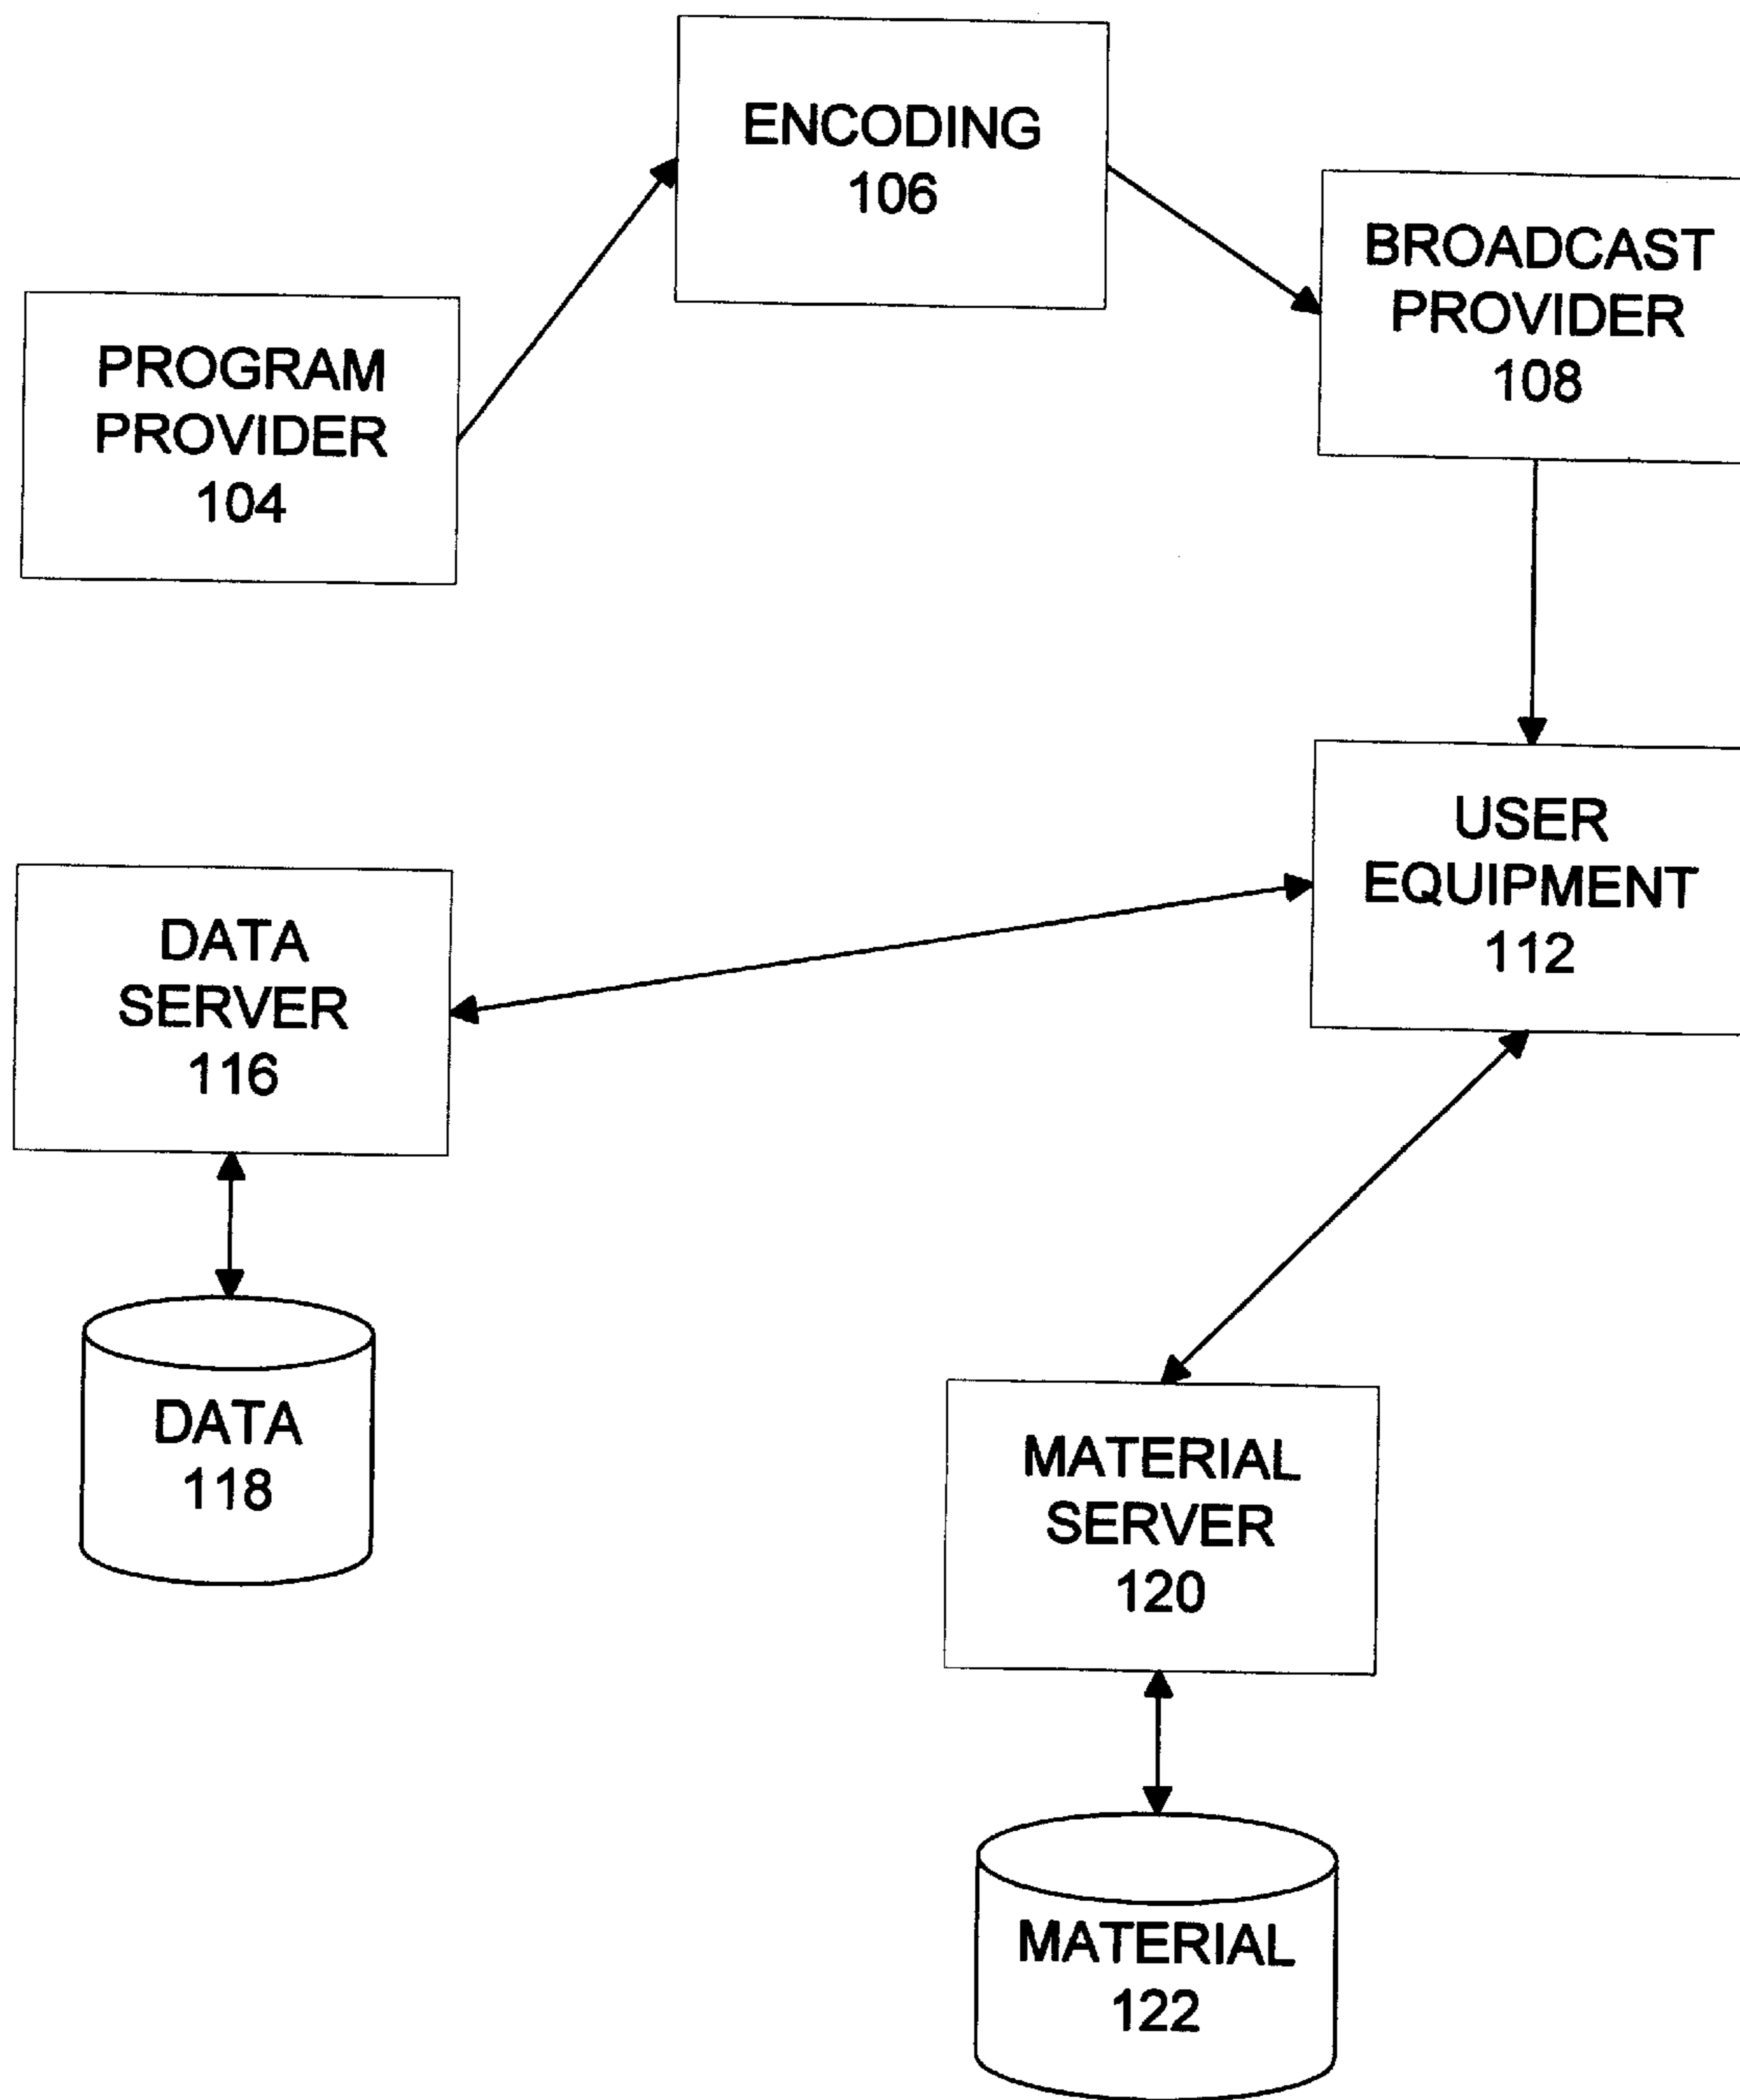 ENCODING
106
BROADCAST
PROVIDER
108
PROGRAM
PROVIDER
104
USER
EQUIPMENT
112
DATA
SERVER
116
DATA
118
MATERIAL
SERVER
120
MATERIAL
122